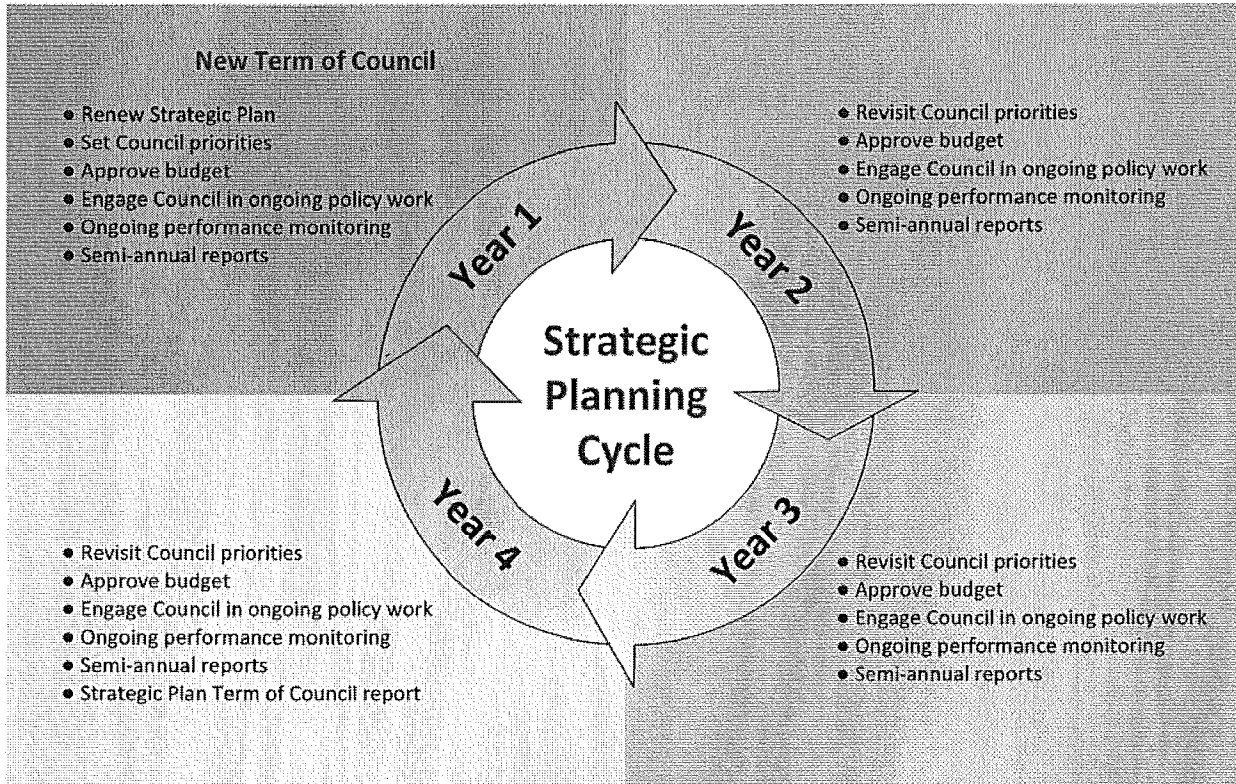 New Term of Council
● Renew Strategic Plan
● Set Council priorities
● Approve budget
● Engage Council in ongoing policy work
● Ongoing performance monitoring
● Semi-annual reports
● Revisit Council priorities
● Approve budget
● Engage Council in ongoing policy work
● Ongoing performance monitoring
● Semi-annual reports
Year 1
Year 2
Strategic
Planning
Cycle
Year 4
Year 3
● Revisit Council priorities
● Approve budget
● Engage Council in ongoing policy work
● Ongoing performance monitoring
● Semi-annual reports
● Strategic Plan Term of Council report
● Revisit Council priorities
● Approve budget
● Engage Council in ongoing policy work
● Ongoing performance monitoring
● Semi-annual reports